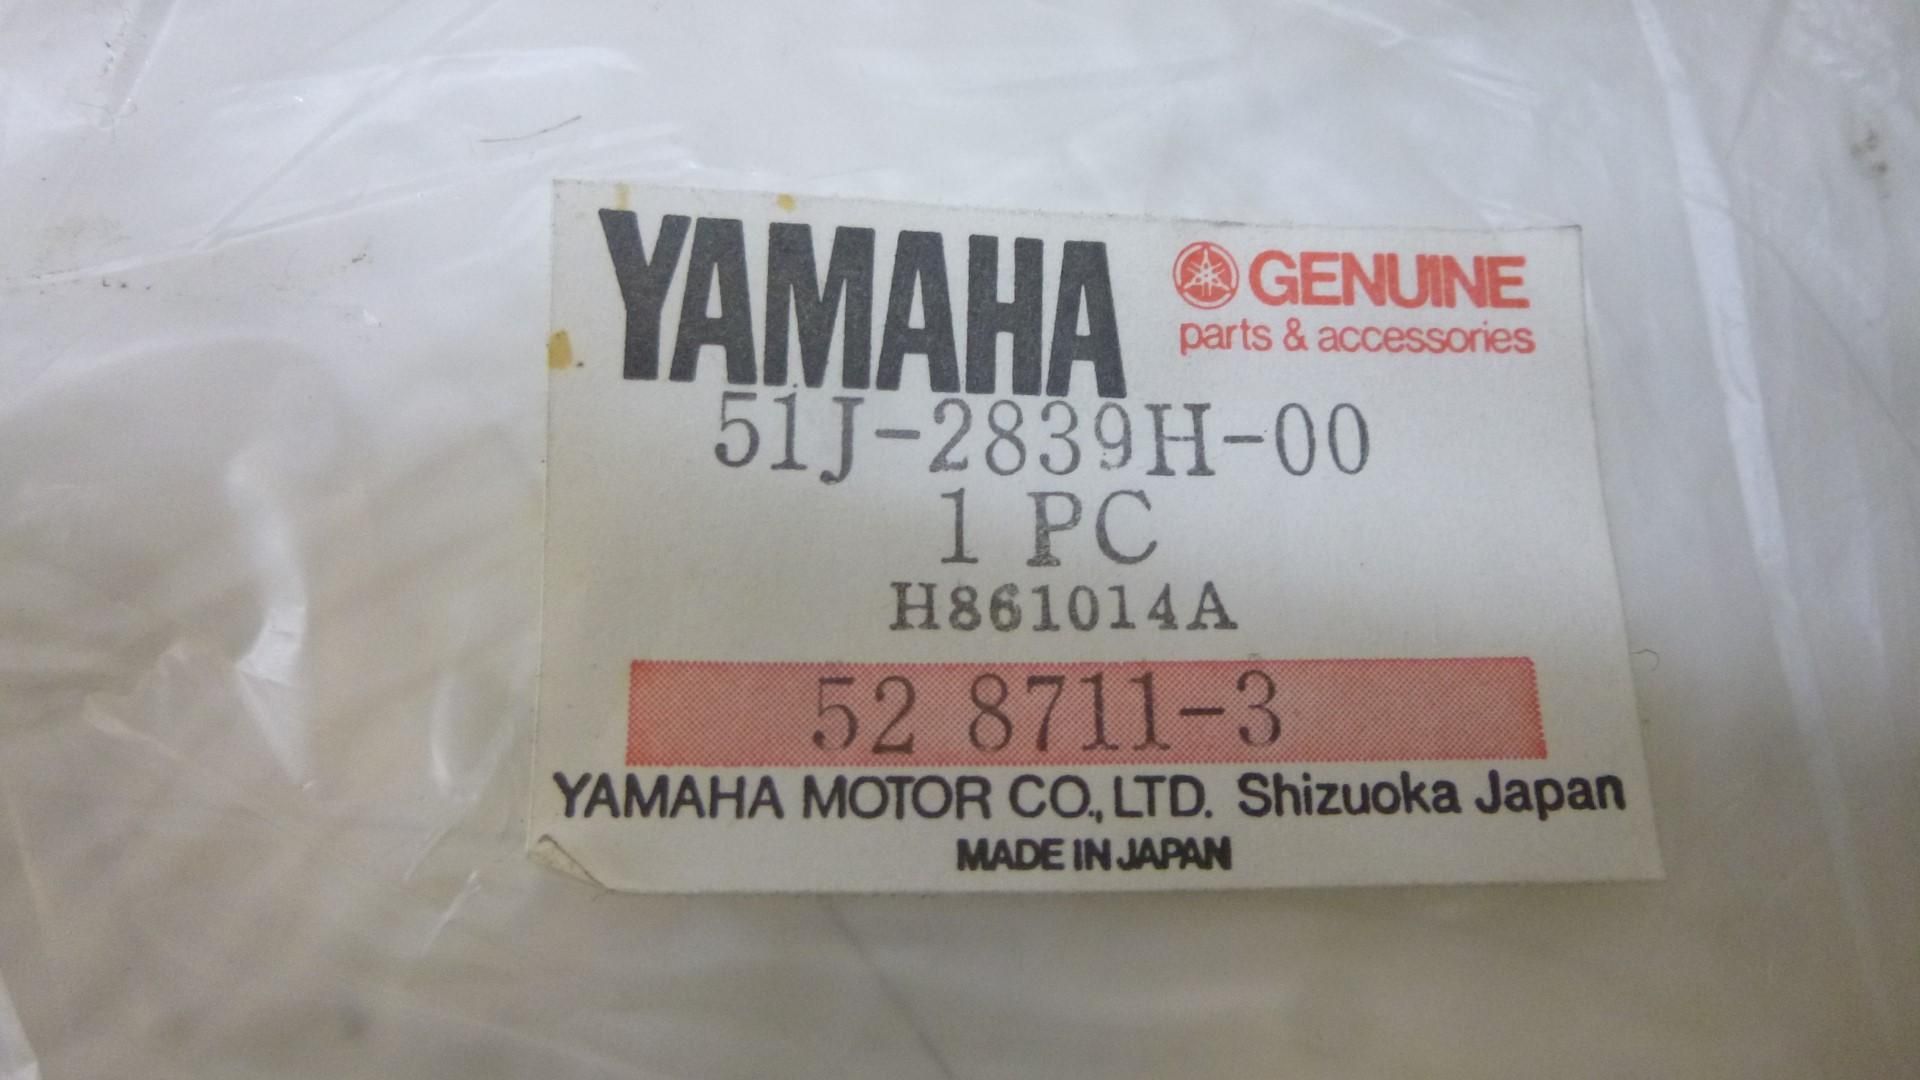 YAMAHA
GENUINE
parts & accessories
51J-2839H-00
1 PC
H861014A
52 8711-3
YAMAHA MOTOR CO., LTD. Shizuoka Japan
MADE IN JAPAN